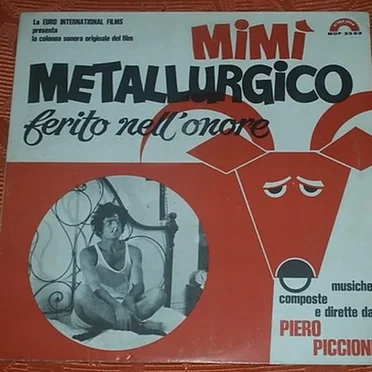 La EURO INTERNATIONAL FILMS
presenta
la colonna sonora originale del film
MiMì
METALLURGiCO
ferito nell'onore
musiche
composte
e dirette da
PIERO
PICCIONI